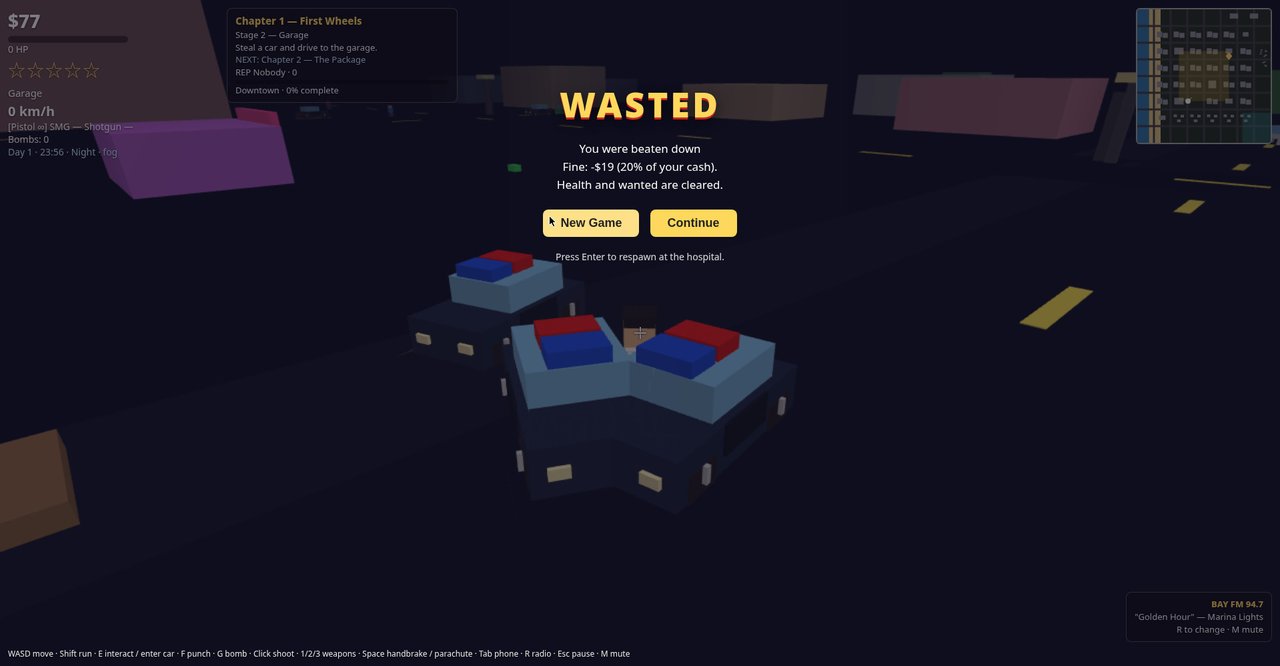 $77
0 HP
☆☆☆☆☆
Garage
0 km/h
[Pistol ∞] SMG — Shotgun —
Bombs: 0
Day 1 · 23:56 · Night · fog
Chapter 1 — First Wheels
Stage 2 — Garage
Steal a car and drive to the garage.
NEXT: Chapter 2 — The Package
REP Nobody · 0
Downtown · 0% complete
WASTED
You were beaten down
Fine: -$19 (20% of your cash).
Health and wanted are cleared.
New Game
Continue
Press Enter to respawn at the hospital.
BAY FM 94.7
"Golden Hour" — Marina Lights
R to change · M mute
WASD move · Shift run · E interact / enter car · F punch · G bomb · Click shoot · 1/2/3 weapons · Space handbrake / parachute · Tab phone · R radio · Esc pause · M mute